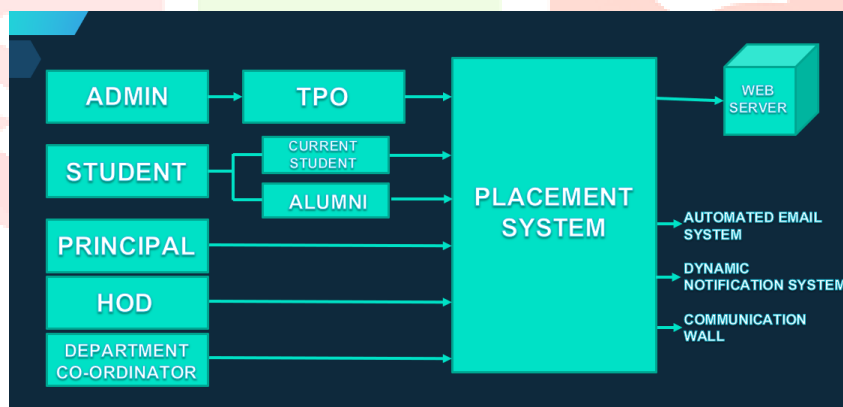 ADMIN
TPO
STUDENT
CURRENT
STUDENT
ALUMNI
PRINCIPAL
HOD
DEPARTMENT
CO-ORDINATOR
PLACEMENT
SYSTEM
WEB
SERVER
AUTOMATED EMAIL
SYSTEM
DYNAMIC
NOTIFICATION SYSTEM
COMMUNICATION
WALL